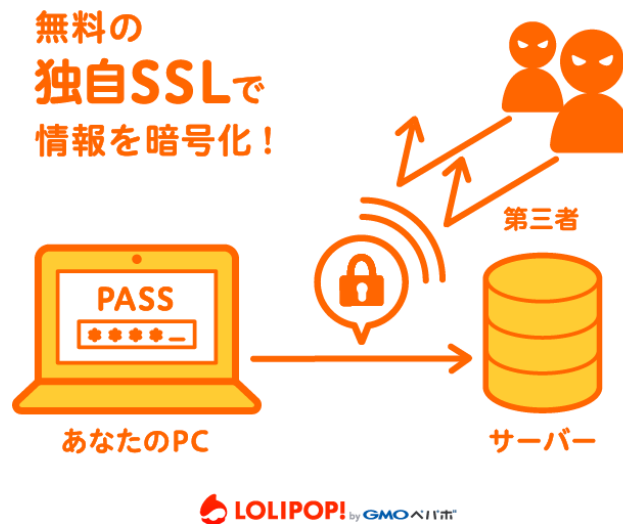 無料の
独自SSLで
情報を暗号化！
第三者
PASS
****_
あなたのPC
サーバー
LOLIPOP! by GMOペパボ